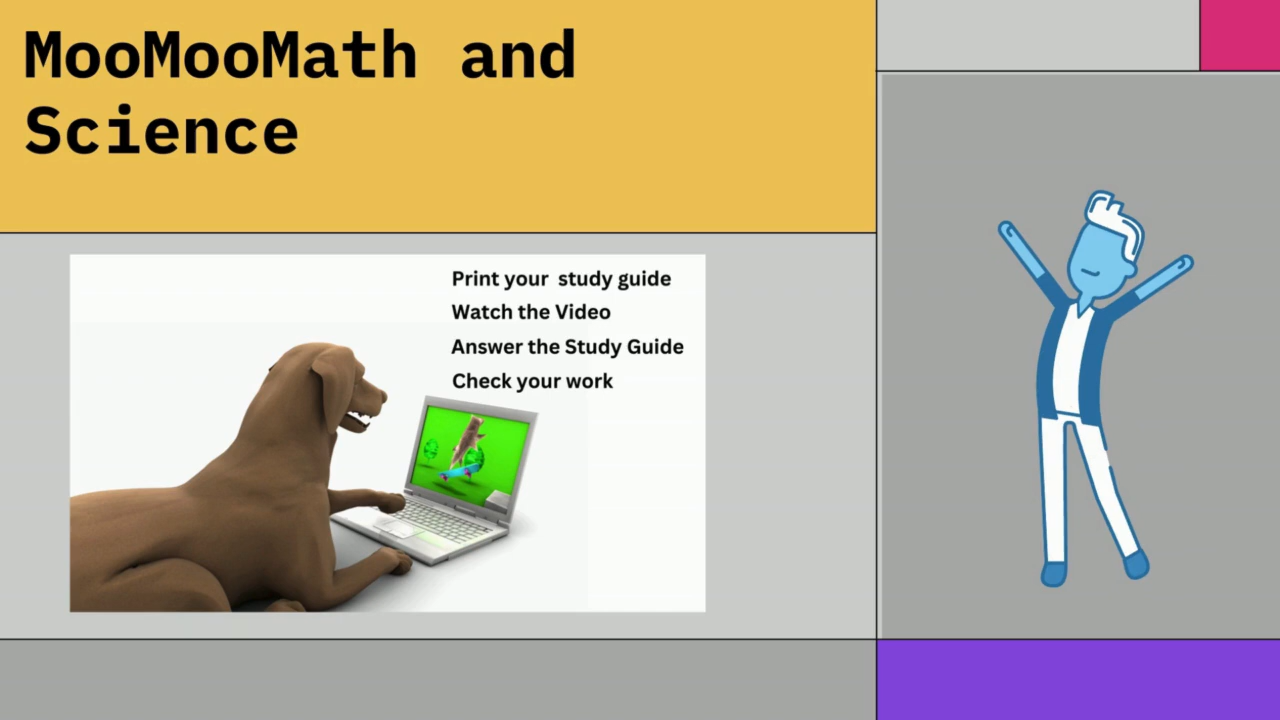 MooMooMath and
Science
Print your study guide
Watch the Video
Answer the Study Guide
Check your work